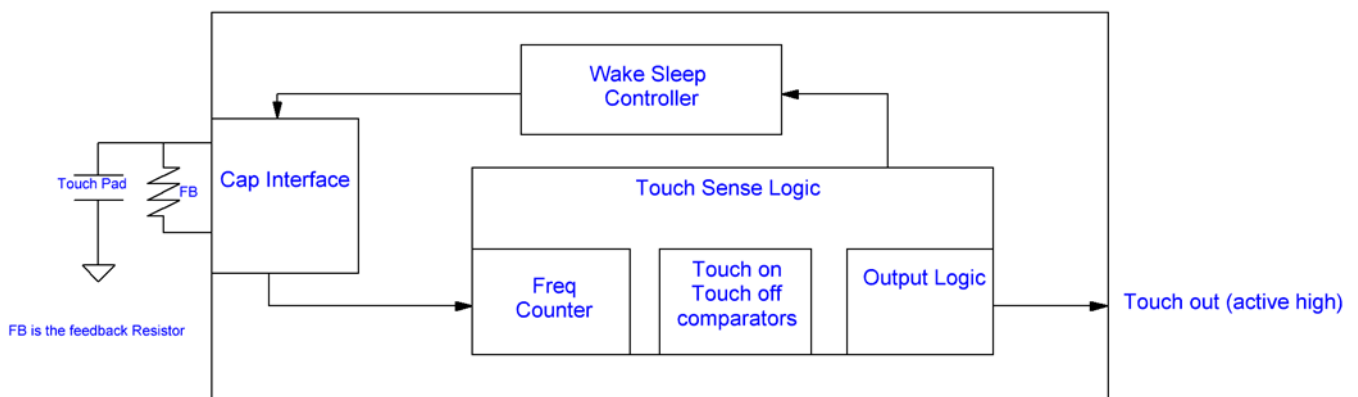 Wake Sleep
Controller
Cap Interface
Touch Pad
FB
Touch Sense Logic
Freq
Counter
Touch on
Touch off
comparators
Output Logic
Touch out (active high)
FB is the feedback Resistor